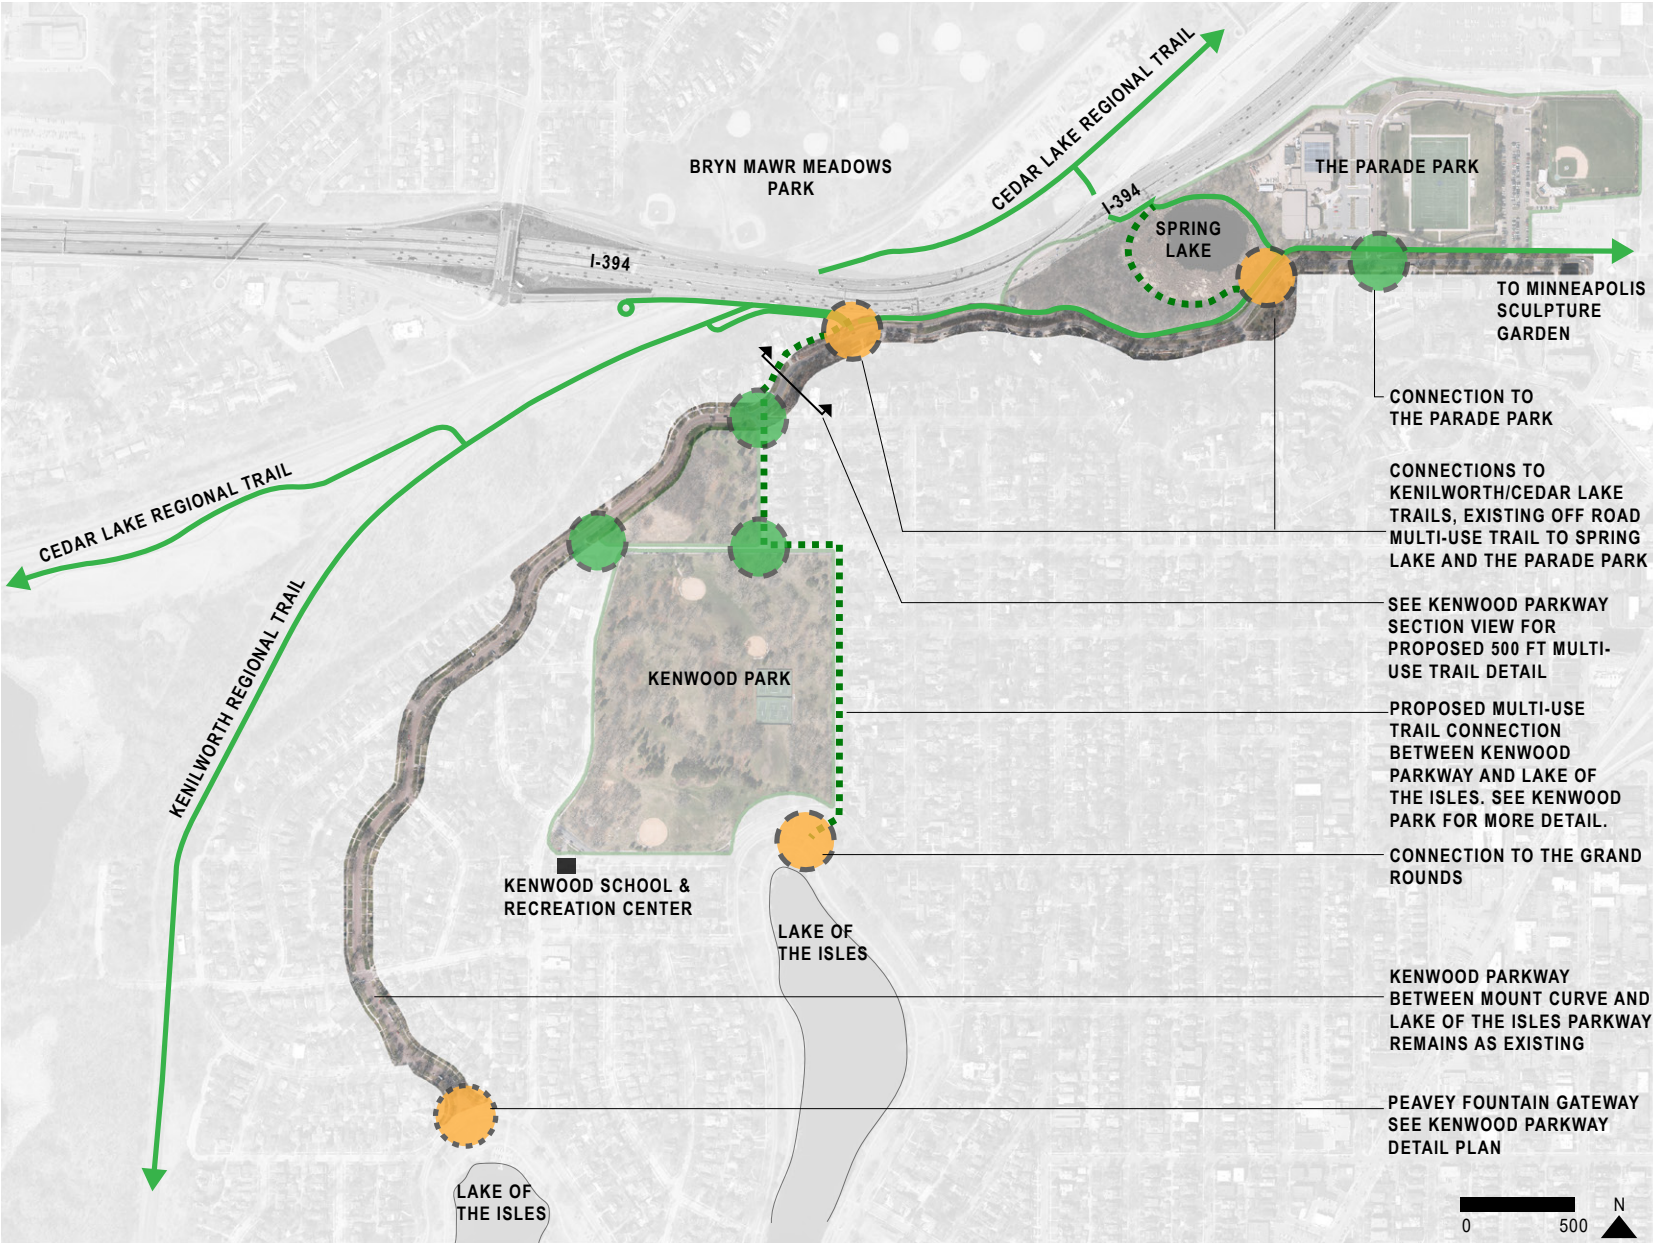 CEDAR LAKE REGIONAL TRAIL
BRYN MAWR MEADOWS
PARK
THE PARADE PARK
I-394
SPRING
LAKE
I-394
TO MINNEAPOLIS
SCULPTURE
GARDEN
CONNECTION TO
THE PARADE PARK
CONNECTIONS TO
KENILWORTH/CEDAR LAKE
TRAILS, EXISTING OFF ROAD
MULTI-USE TRAIL TO SPRING
LAKE AND THE PARADE PARK
CEDAR LAKE REGIONAL TRAIL
KENILWORTH REGIONAL TRAIL
SEE KENWOOD PARKWAY
SECTION VIEW FOR
PROPOSED 500 FT MULTI-
USE TRAIL DETAIL
KENWOOD PARK
PROPOSED MULTI-USE
TRAIL CONNECTION
BETWEEN KENWOOD
PARKWAY AND LAKE OF
THE ISLES. SEE KENWOOD
PARK FOR MORE DETAIL.
CONNECTION TO THE GRAND
ROUNDS
KENWOOD SCHOOL &
RECREATION CENTER
LAKE OF
THE ISLES
KENWOOD PARKWAY
BETWEEN MOUNT CURVE AND
LAKE OF THE ISLES PARKWAY
REMAINS AS EXISTING
PEAVEY FOUNTAIN GATEWAY
SEE KENWOOD PARKWAY
DETAIL PLAN
LAKE OF
THE ISLES
N
0 500